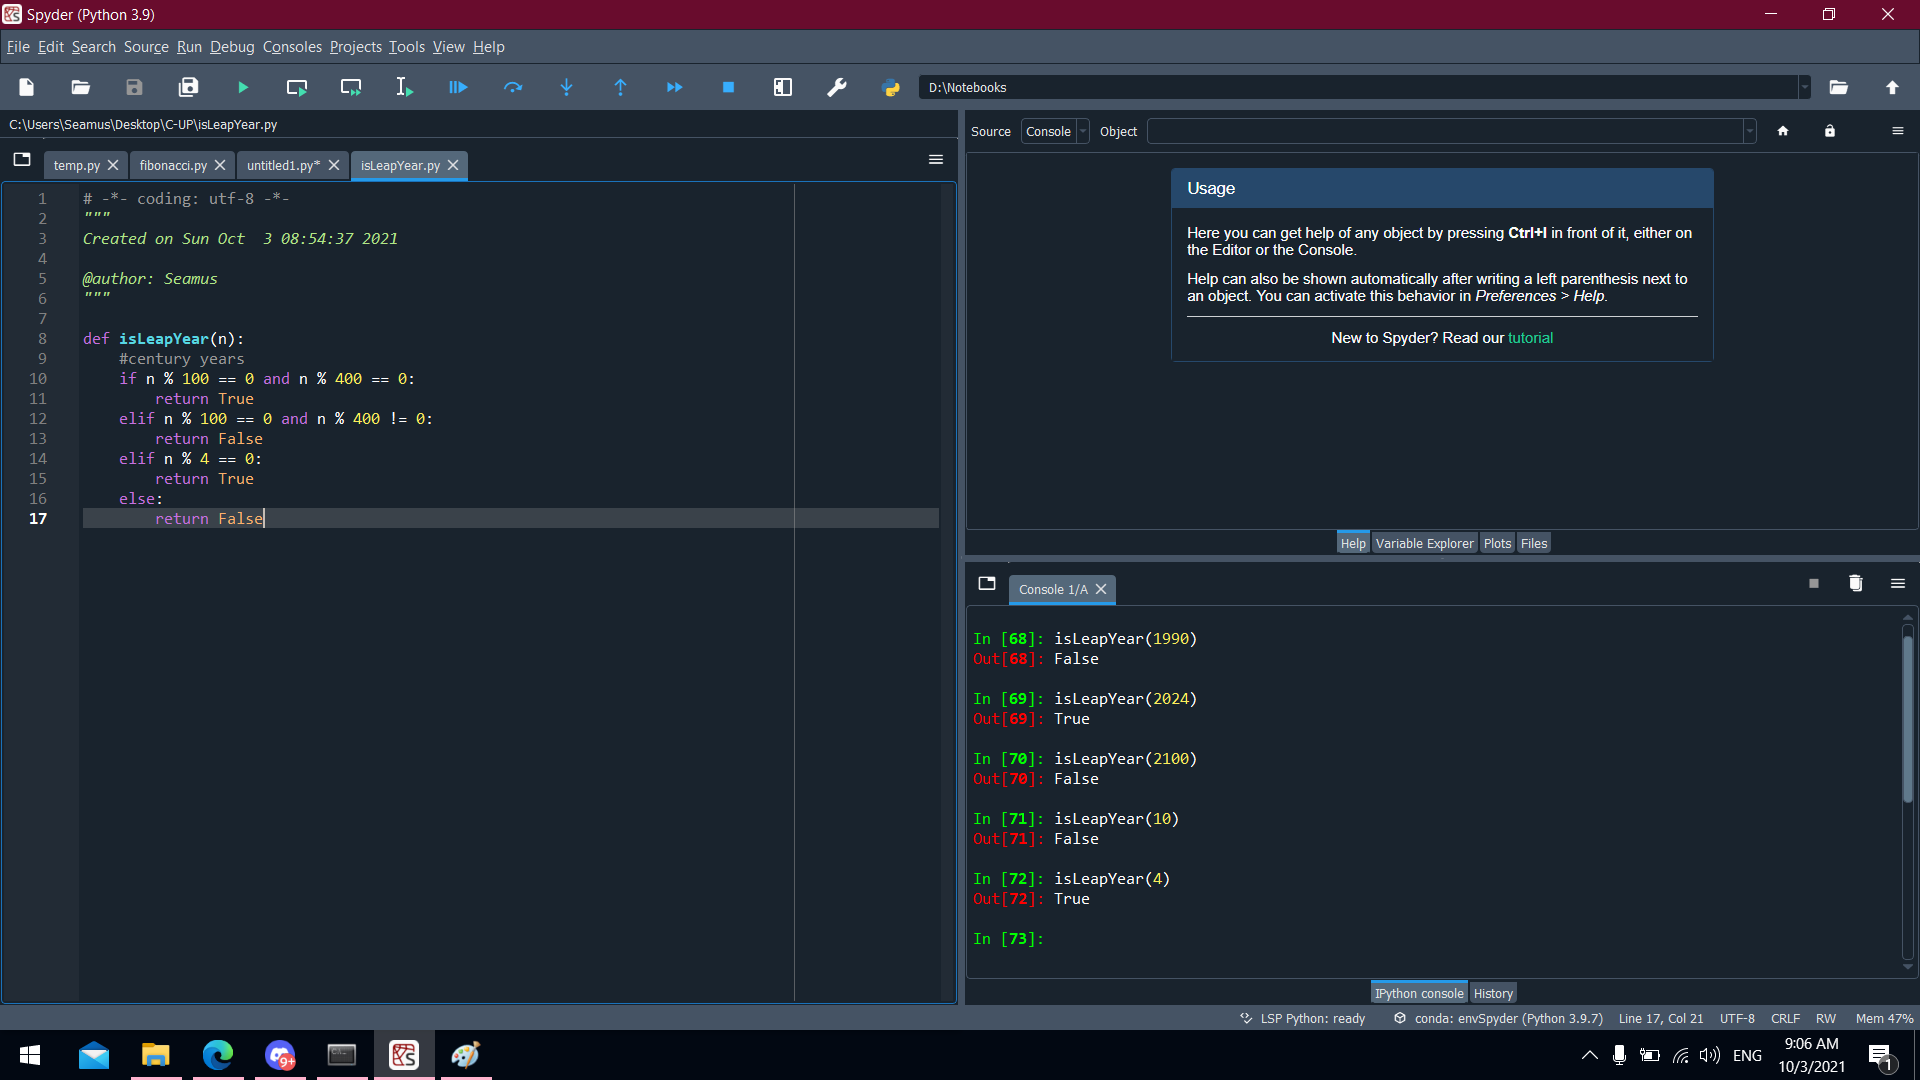 Spyder (Python 3.9)
File Edit Search Source Run Debug Consoles Projects Tools View Help
D:\Notebooks
C:\Users\Seamus\Desktop\C-UP\isLeapYear.py
temp.py fibonacci.py untitled1.py* isLeapYear.py
1 # -*- coding: utf-8 -*-
2 """
3 Created on Sun Oct  3 08:54:37 2021
4
5 @author: Seamus
6 """
7
8 def isLeapYear(n):
9     #century years
10     if n % 100 == 0 and n % 400 == 0:
11         return True
12     elif n % 100 == 0 and n % 400 != 0:
13         return False
14     elif n % 4 == 0:
15         return True
16     else:
17         return False
Source Console Object
Usage
Here you can get help of any object by pressing Ctrl+I in front of it, either on
the Editor or the Console.
Help can also be shown automatically after writing a left parenthesis next to
an object. You can activate this behavior in Preferences > Help.
New to Spyder? Read our tutorial
Help Variable Explorer Plots Files
Console 1/A
In [68]: isLeapYear(1990)
Out[68]: False
In [69]: isLeapYear(2024)
Out[69]: True
In [70]: isLeapYear(2100)
Out[70]: False
In [71]: isLeapYear(10)
Out[71]: False
In [72]: isLeapYear(4)
Out[72]: True
In [73]:
IPython console History
LSP Python: ready conda: envSpyder (Python 3.9.7) Line 17, Col 21 UTF-8 CRLF RW Mem 47%
9+
ENG
9:06 AM
10/3/2021
1